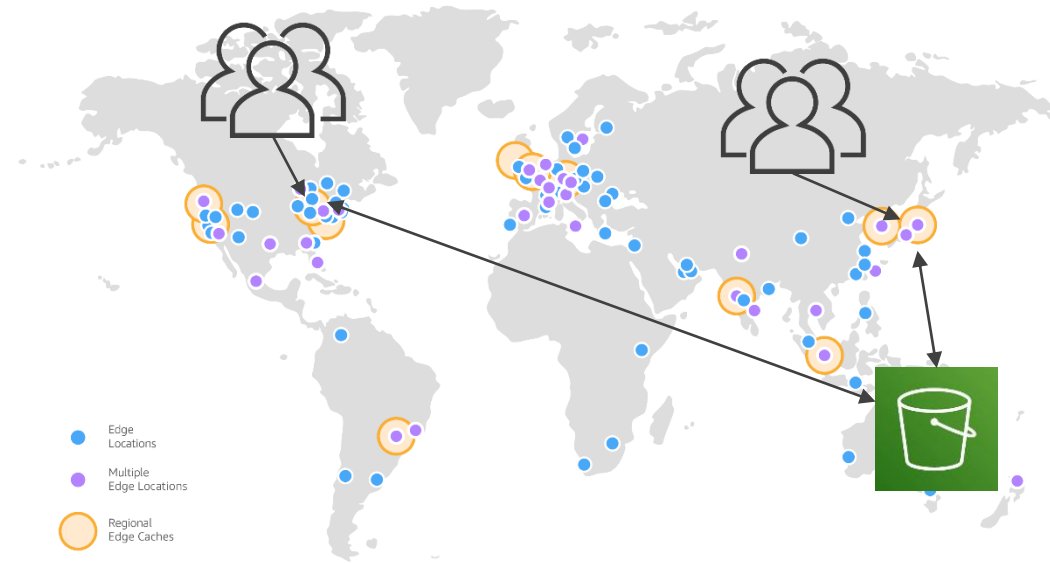 Edge
Locations
Multiple
Edge Locations
Regional
Edge Caches